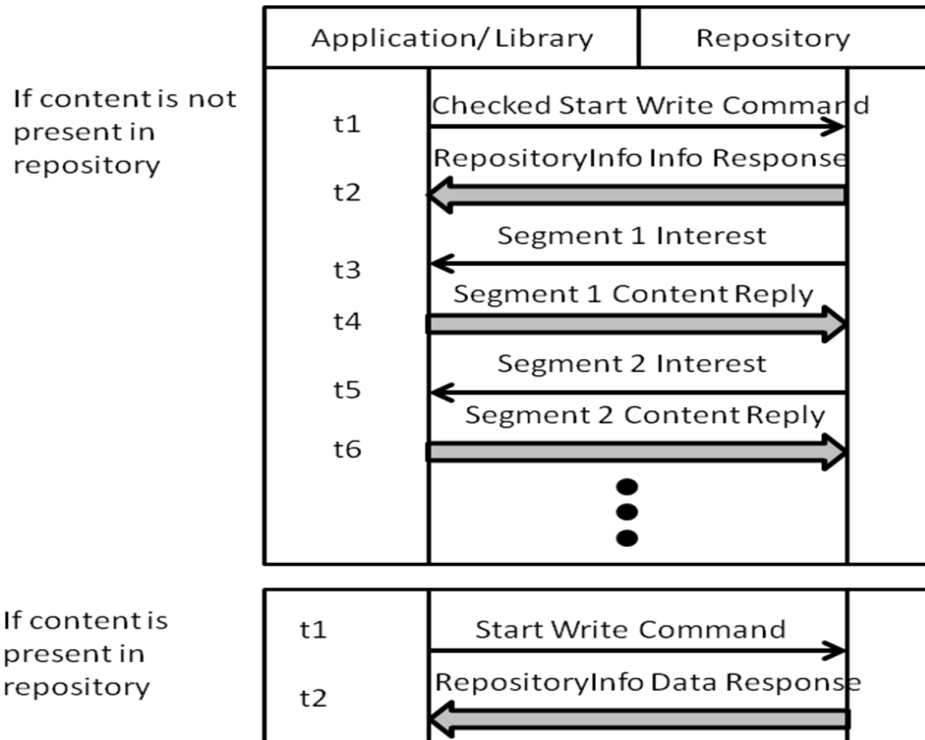 Application/Library Repository
If content is not
present in
repository
t1 Checked Start Write Command
RepositoryInfo Info Response
t2
Segment 1 Interest
t3
Segment 1 Content Reply
t4
Segment 2 Interest
t5
Segment 2 Content Reply
t6
If content is
present in
repository
t1 Start Write Command
RepositoryInfo Data Response
t2